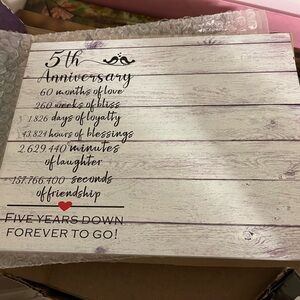 5th
Anniversary
60 months of love
260 weeks of bliss
1,826 days of loyalty
43,824 hours of blessings
2,629,440 minutes
of laughter
157,766,400 seconds
of friendship
FIVE YEARS DOWN
FOREVER TO GO!